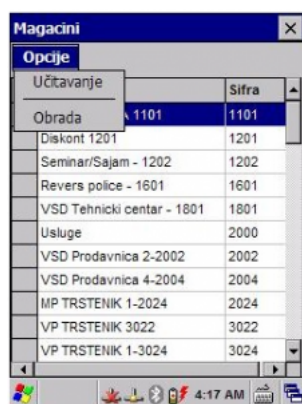 Magacini
Opcije
Učitavanje
Obrada
Sifra
A 1101 1101
Diskont 1201 1201
Seminar/Sajam - 1202 1202
Revers police - 1601 1601
VSD Tehnicki centar - 1801 1801
Usluge 2000
VSD Prodavnica 2-2002 2002
VSD Prodavnica 4-2004 2004
MP TRSTENIK 1-2024 2024
VP TRSTENIK 3022 3022
VP TRSTENIK 1-3024 3024
4:17 AM